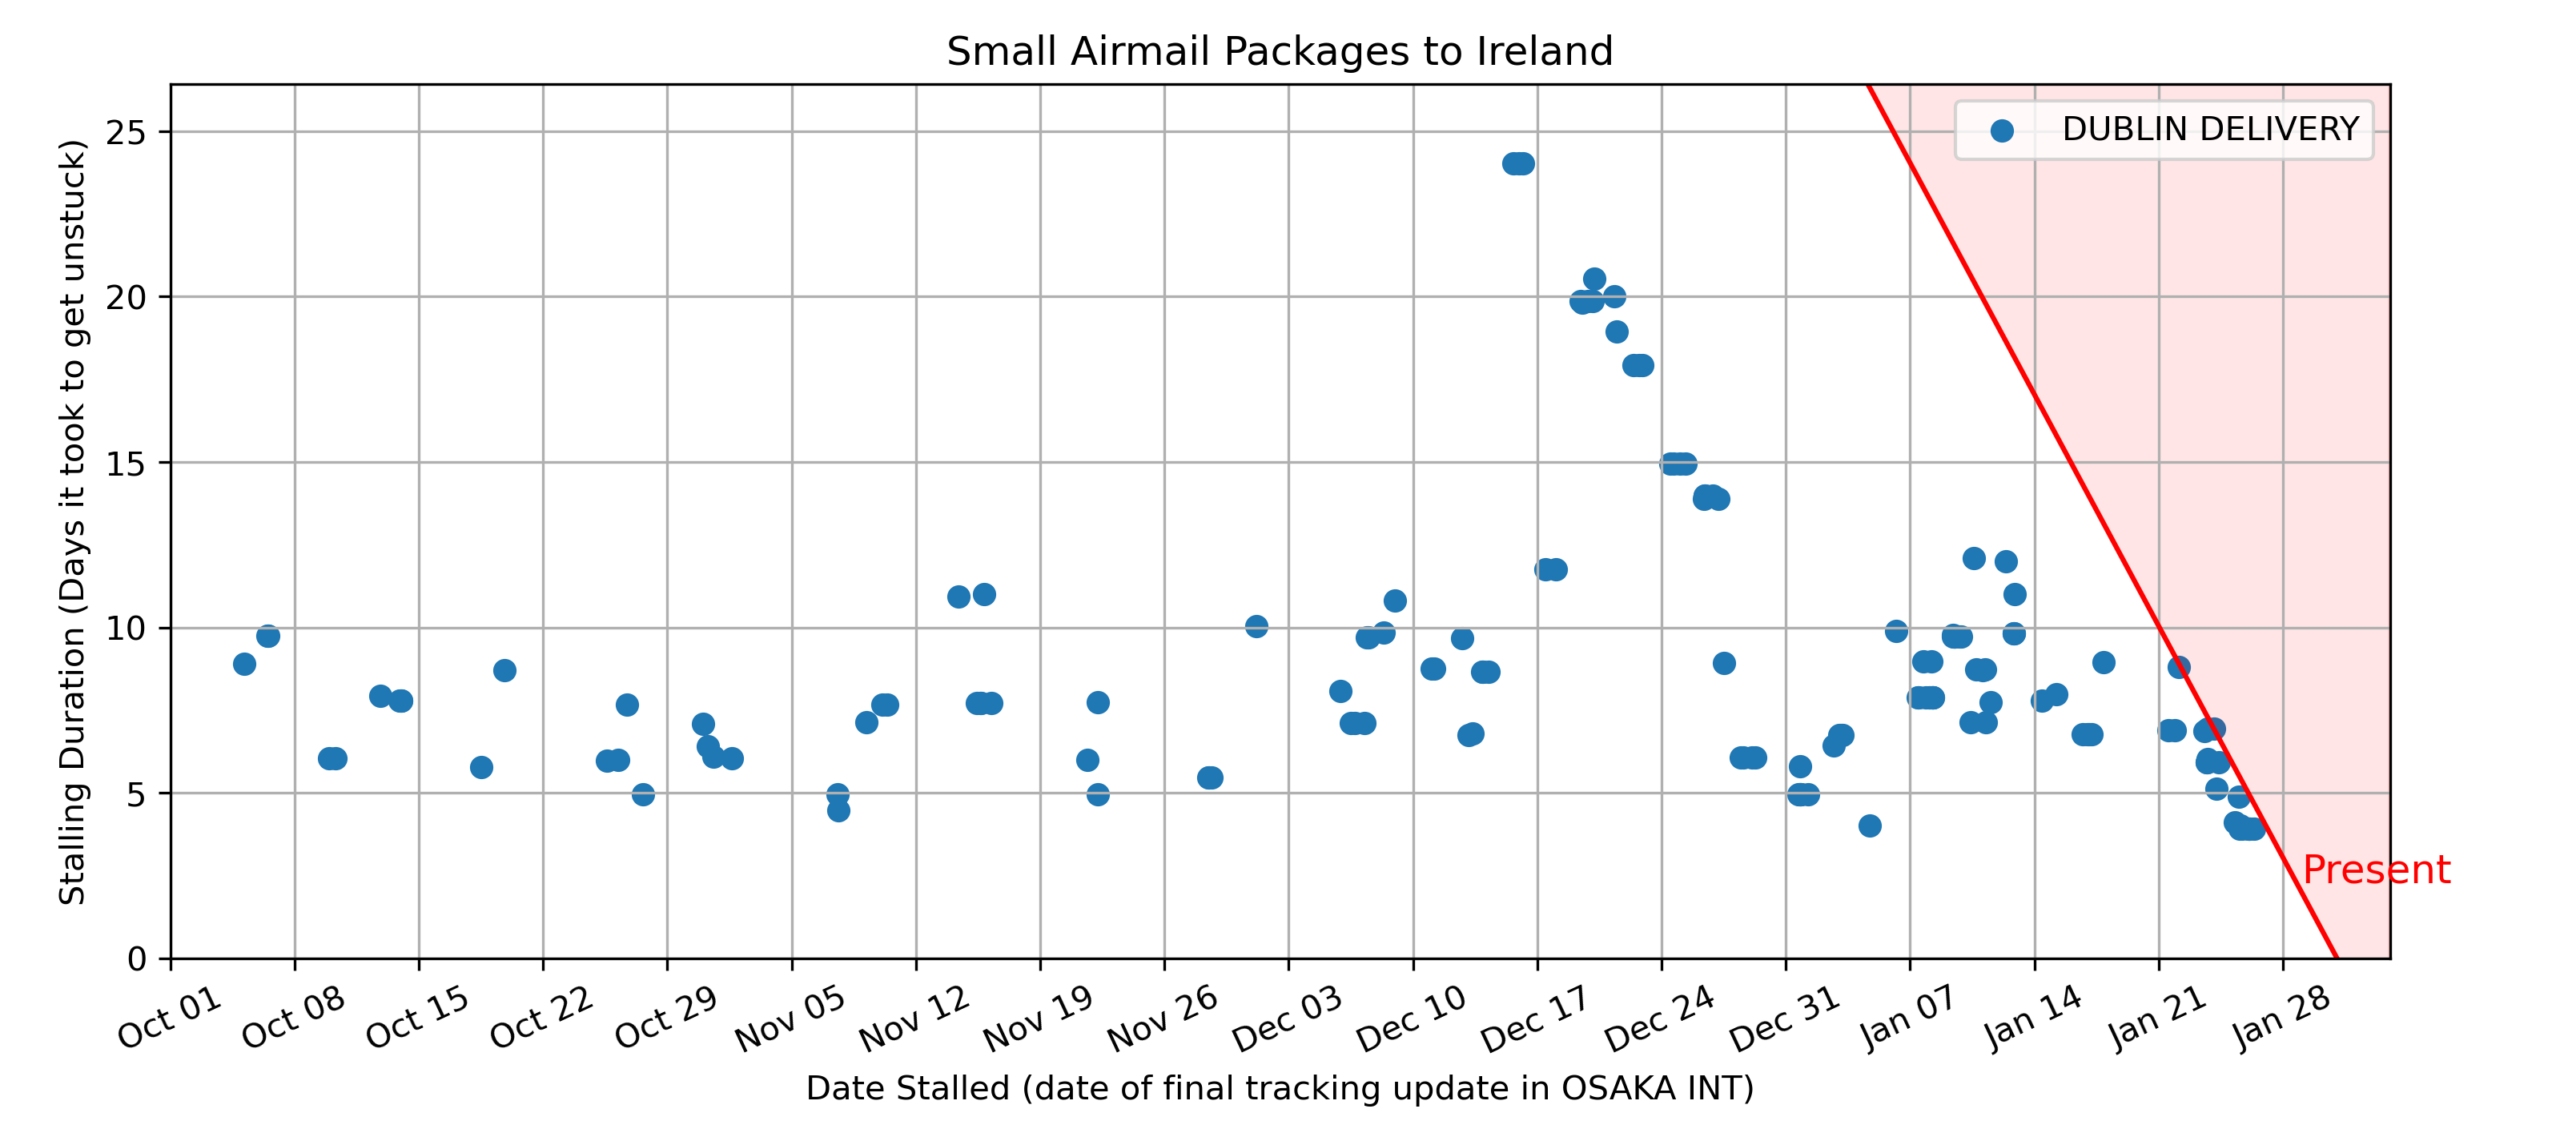 Small Airmail Packages to Ireland
DUBLIN DELIVERY
Stalling Duration (Days it took to get unstuck)
25
20
15
10
5
0
Present
Oct 01 Oct 08 Oct 15 Oct 22 Oct 29 Nov 05 Nov 12 Nov 19 Nov 26 Dec 03 Dec 10 Dec 17 Dec 24 Dec 31 Jan 07 Jan 14 Jan 21 Jan 28
Date Stalled (date of final tracking update in OSAKA INT)